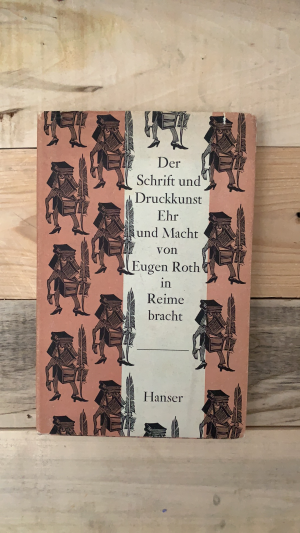 Der
Schrift und
Druckkunst
Ehr
und Macht
von
Eugen Roth
in
Reime
bracht
Hanser